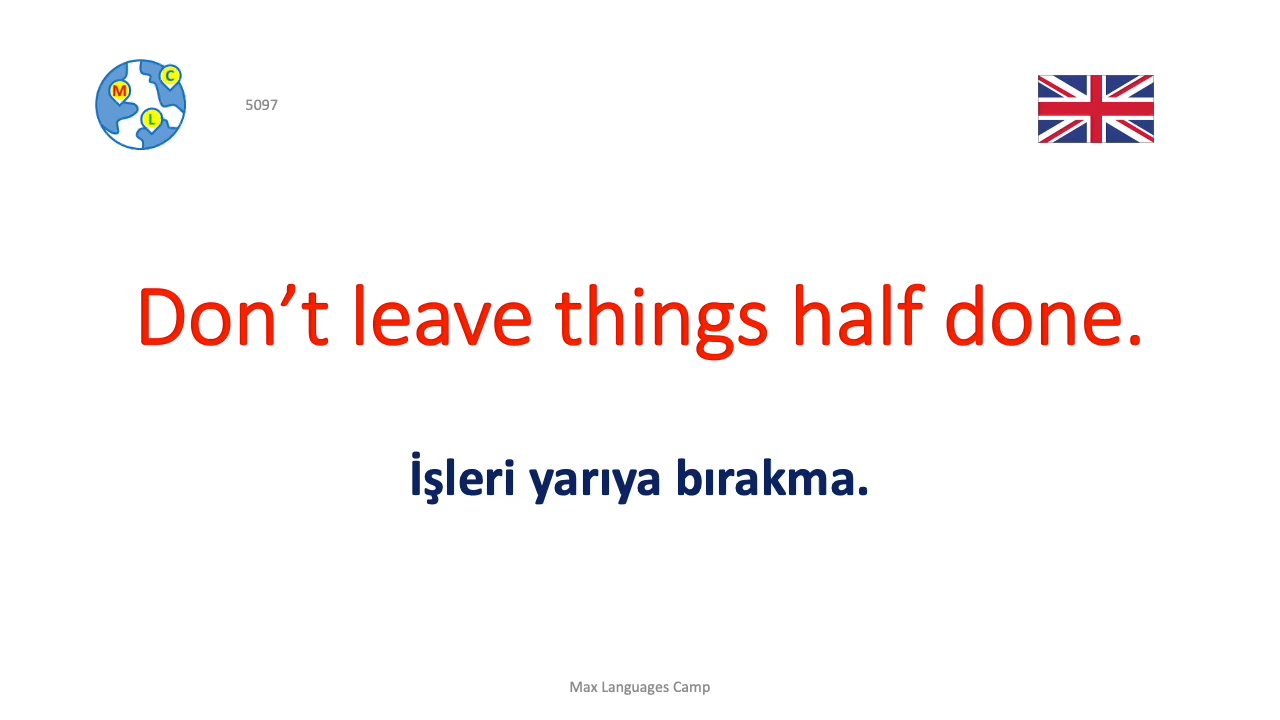 M
C
L
5097
Don’t leave things half done.
İşleri yarıya bırakma.
Max Languages Camp